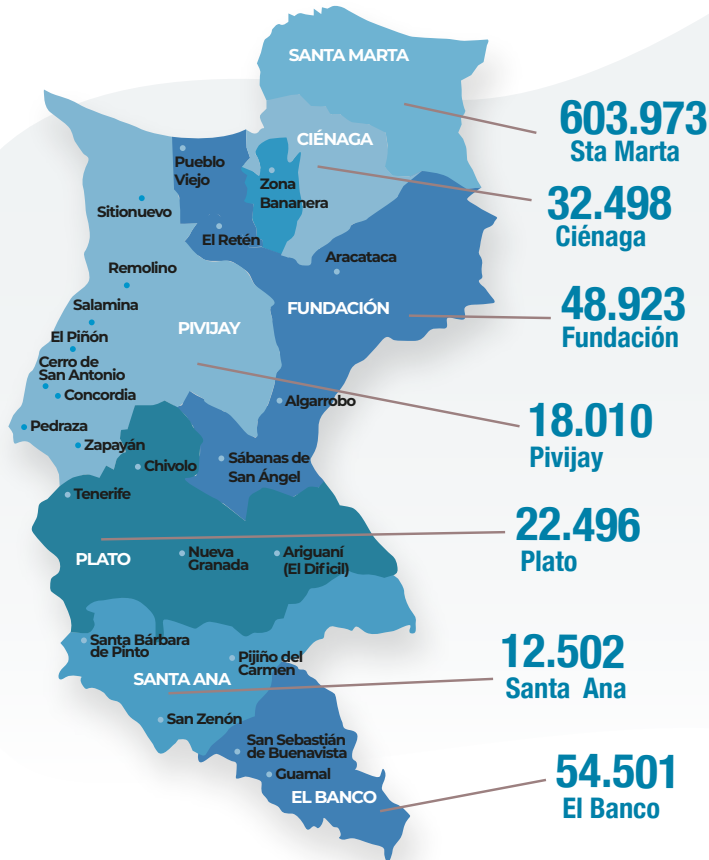 SANTA MARTA
603.973
Sta Marta
CIÉNAGA
Pueblo
Viejo
Zona
Bananera
32.498
Ciénaga
Sitionuevo
El Retén
Aracataca
Remolino
Salamina
FUNDACIÓN
48.923
Fundación
PIVIJAY
El Piñón
Cerro de
San Antonio
Concordia
Algarrobo
18.010
Pivijay
Pedraza
Zapayán
Chivolo
Sábanas de
San Ángel
Tenerife
22.496
Plato
PLATO
Nueva
Granada
Ariguaní
(El Dificil)
Santa Bárbara
de Pinto
Pijiño del
Carmen
12.502
Santa Ana
SANTA ANA
San Zenón
San Sebastián
de Buenavista
Guamal
54.501
El Banco
EL BANCO